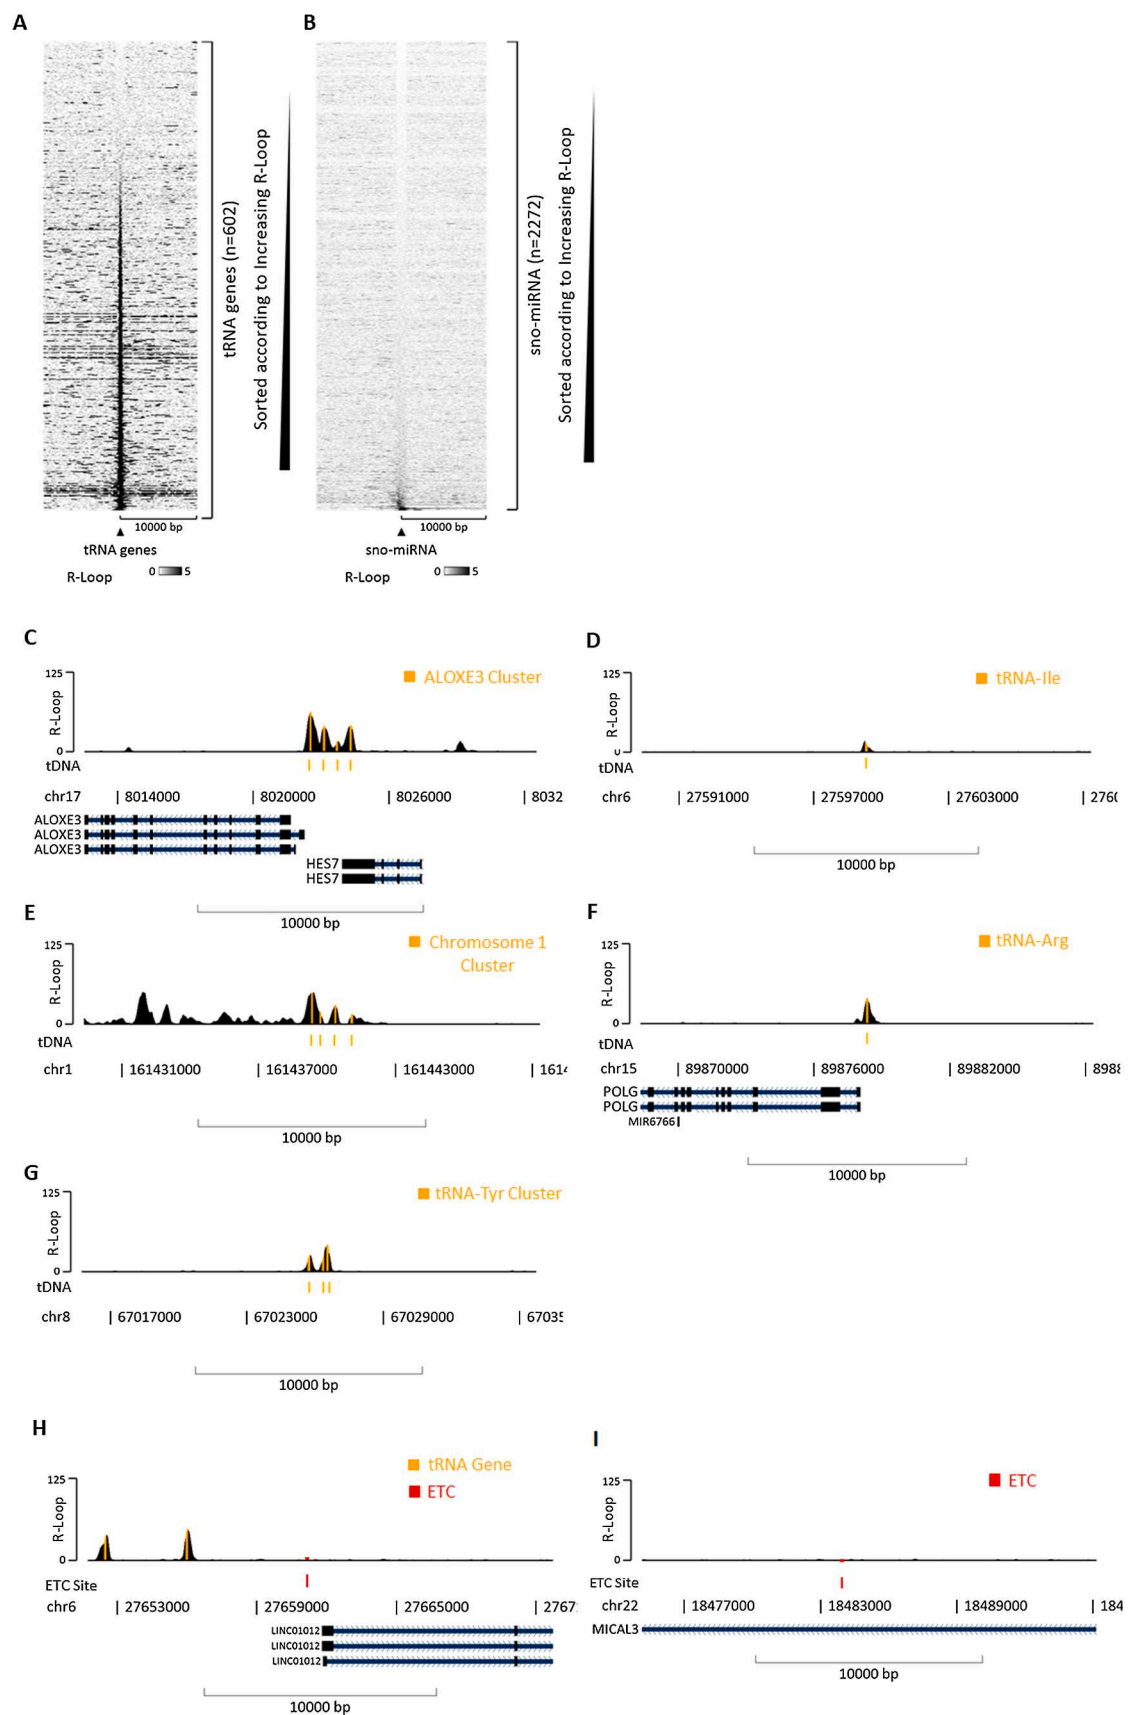 A
B
tRNA genes (n=602)
Sorted according to Increasing R-Loop
sno-miRNA (n=2272)
Sorted according to Increasing R-Loop
10000 bp
10000 bp
tRNA genes
sno-miRNA
R-Loop 0 5
R-Loop 0 5
C
125
R-Loop
0
ALOXE3 Cluster
tDNA
chr17 | 8014000 | 8020000 | 8026000 | 8032
ALOXE3
ALOXE3
ALOXE3
HES7
HES7
10000 bp
D
125
R-Loop
0
tRNA-Ile
tDNA
chr6 | 27591000 | 27597000 | 27603000 | 2760
10000 bp
E
125
R-Loop
0
Chromosome 1
Cluster
tDNA
chr1 | 161431000 | 161437000 | 161443000 | 161
10000 bp
F
125
R-Loop
0
tRNA-Arg
tDNA
chr15 | 89870000 | 89876000 | 89882000 | 8988
POLG
POLG
MIR6766
10000 bp
G
125
R-Loop
0
tRNA-Tyr Cluster
tDNA
chr8 | 67017000 | 67023000 | 67029000 | 67035
10000 bp
H
125
R-Loop
0
tRNA Gene
ETC
ETC Site
chr6 | 27653000 | 27659000 | 27665000 | 2767
LINC01012
LINC01012
LINC01012
10000 bp
I
125
R-Loop
0
ETC
ETC Site
chr22 | 18477000 | 18483000 | 18489000 | 184
MICAL3
10000 bp